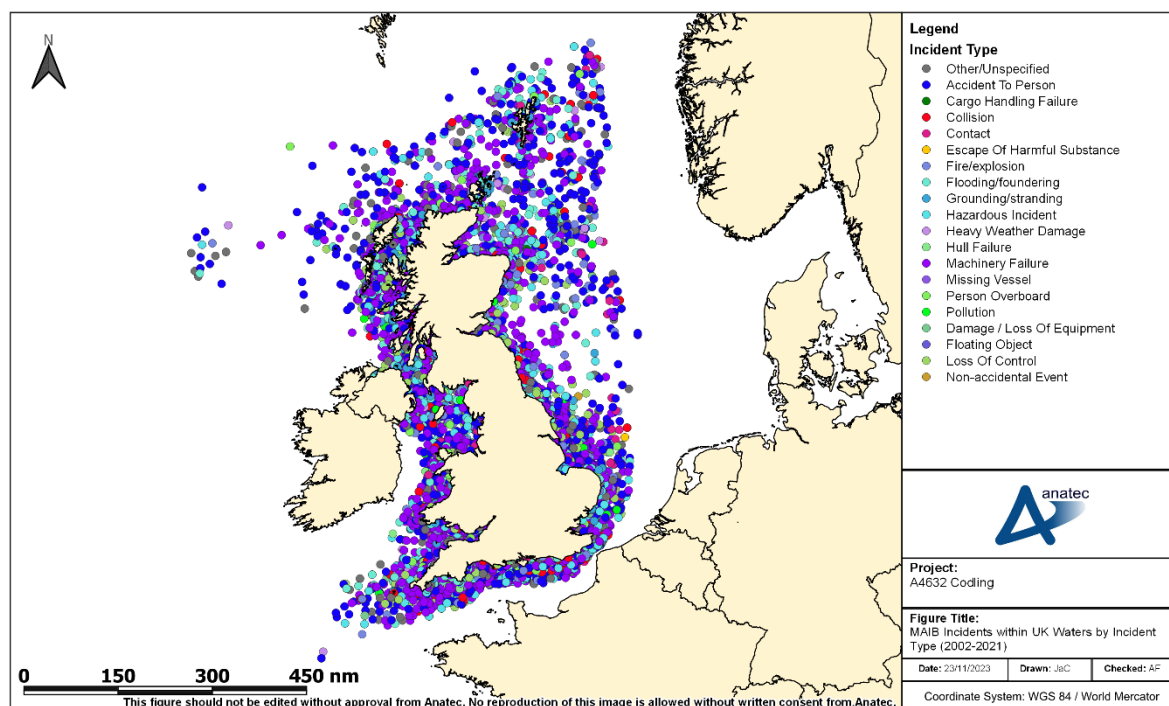 N
0 150 300 450 nm
This figure should not be edited without approval from Anatec. No reproduction of this image is allowed without written consent from Anatec.
Legend
Incident Type
Other/Unspecified
Accident To Person
Cargo Handling Failure
Collision
Contact
Escape Of Harmful Substance
Fire/explosion
Flooding/foundering
Grounding/stranding
Hazardous Incident
Heavy Weather Damage
Hull Failure
Machinery Failure
Missing Vessel
Person Overboard
Pollution
Damage / Loss Of Equipment
Floating Object
Loss Of Control
Non-accidental Event
anatec
Project:
A4632 Codling
Figure Title:
MAIB Incidents within UK Waters by Incident
Type (2002-2021)
Date: 23/11/2023 Drawn: JaC Checked: AF
Coordinate System: WGS 84 / World Mercator